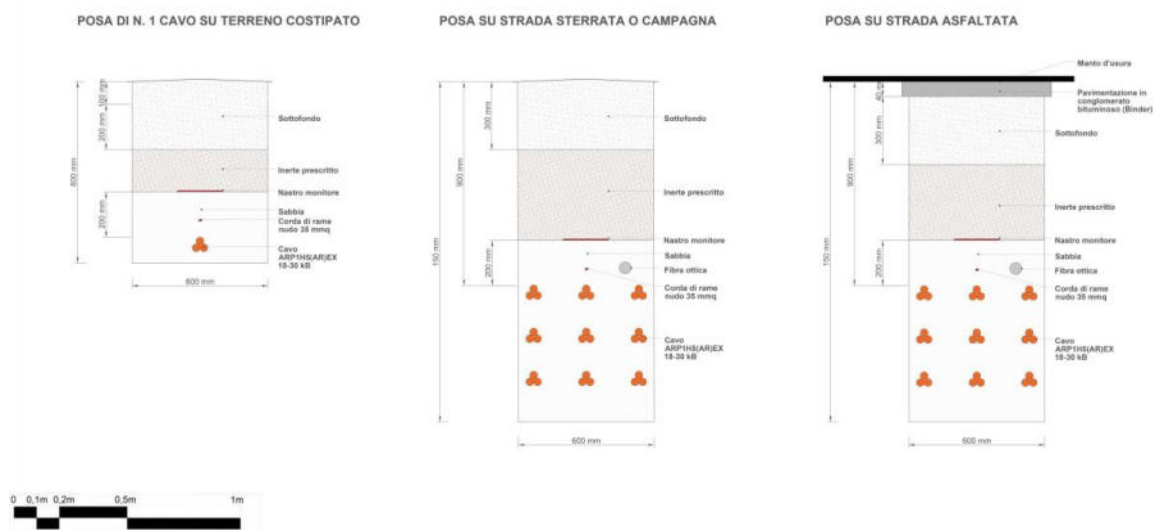 POSA DI N. 1 CAVO SU TERRENO COSTIPATO
800 mm
100 mm
200 mm
200 mm
Sottofondo
Inerte prescritto
Nastro monitore
Sabbia
Corda di rame
nudo 35 mmq
Cavo
ARP1H5(AR)EX
18-30 kB
600 mm
POSA SU STRADA STERRATA O CAMPAGNA
150 mm
900 mm
300 mm
200 mm
Sottofondo
Inerte prescritto
Nastro monitore
Sabbia
Fibra ottica
Corda di rame
nudo 35 mmq
Cavo
ARP1H5(AR)EX
18-30 kB
600 mm
POSA SU STRADA ASFALTATA
150 mm
900 mm
40 m
300 mm
200 mm
Manto d'usura
Pavimentazione in
conglomerato
bituminoso (Binder)
Sottofondo
Inerte prescritto
Nastro monitore
Sabbia
Fibra ottica
Corda di rame
nudo 35 mmq
Cavo
ARP1H5(AR)EX
18-30 kB
600 mm
0 0,1m 0,2m 0,5m 1m